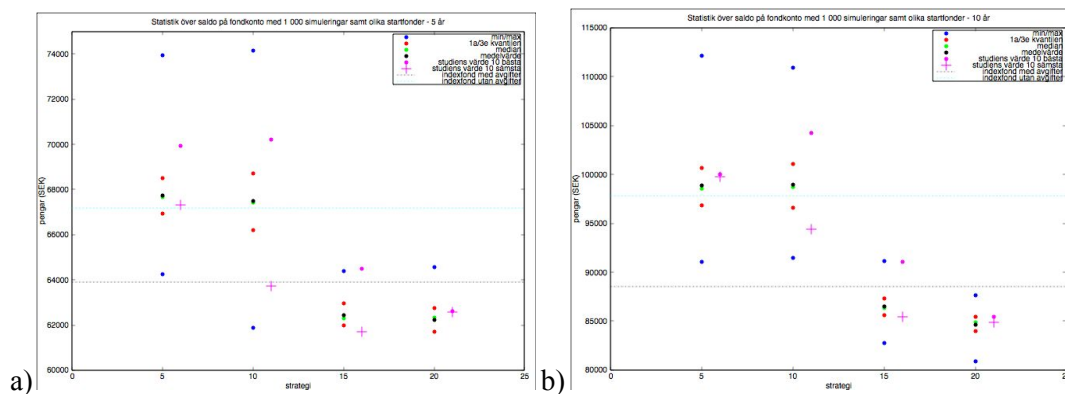 a)
Statistik över saldo på fondkonto med 1 000 simuleringar samt olika startfonder - 5 år
min/max
1a/3e kvantilen
median
medelvärde
studiens värde 10 bästa
studiens värde 10 sämsta
indexfond med avgifter
indexfond utan avgifter
pengar (SEK)
74000
72000
70000
68000
66000
64000
62000
60000
0
5
10
15
20
25
strategi
b)
Statistik över saldo på fondkonto med 1 000 simuleringar samt olika startfonder - 10 år
min/max
1a/3e kvantilen
median
medelvärde
studiens värde 10 bästa
studiens värde 10 sämsta
indexfond med avgifter
indexfond utan avgifter
pengar (SEK)
115000
110000
105000
100000
95000
90000
85000
80000
0
5
10
15
20
strategi